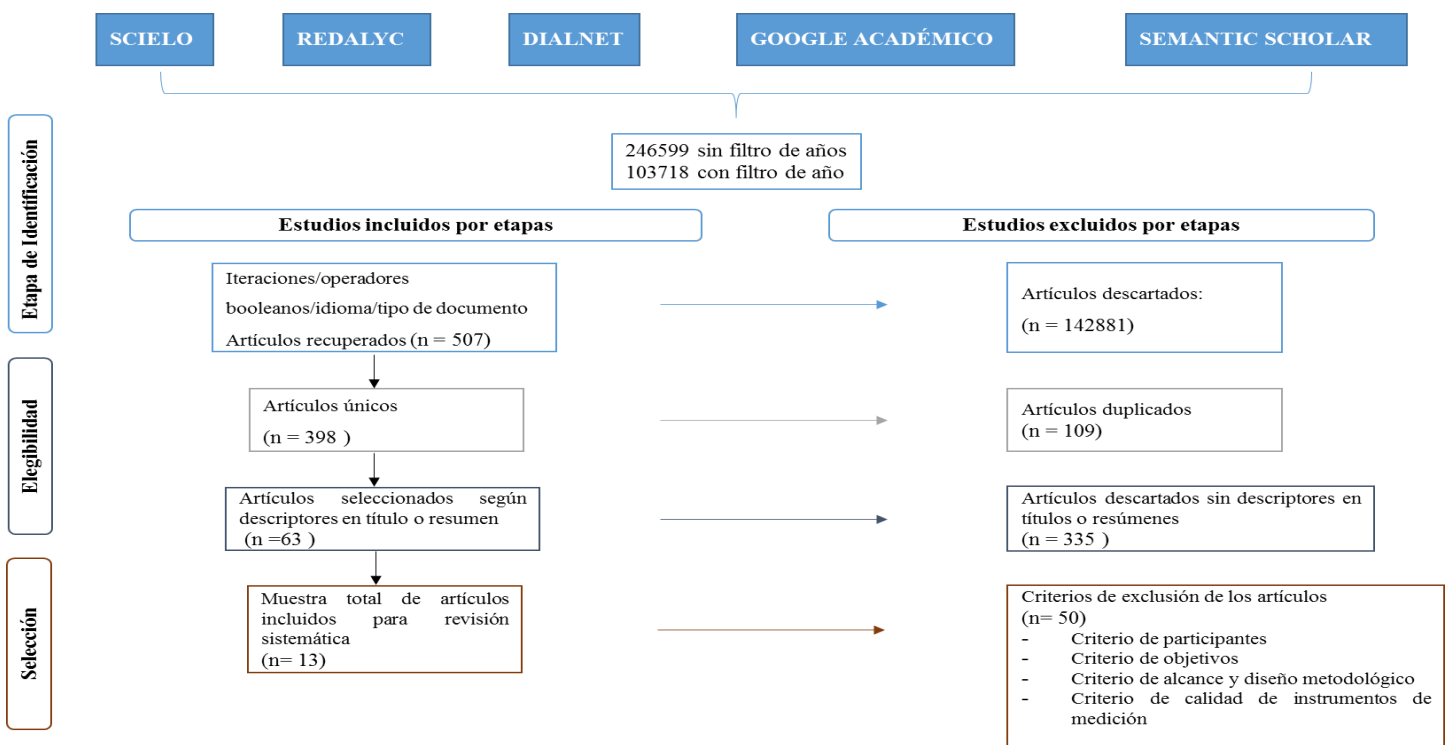 SCIELO
REDALYC
DIALNET
GOOGLE ACADÉMICO
SEMANTIC SCHOLAR
Etapa de Identificación
246599 sin filtro de años
103718 con filtro de año
Estudios incluidos por etapas
Estudios excluidos por etapas
Iteraciones/operadores
booleanos/idioma/tipo de documento
Artículos recuperados (n = 507)
Artículos descartados:
(n = 142881)
Elegibilidad
Artículos únicos
(n = 398 )
Artículos duplicados
(n = 109)
Artículos seleccionados según
descriptores en título o resumen
(n =63 )
Artículos descartados sin descriptores en
títulos o resúmenes
(n = 335 )
Selección
Muestra total de artículos
incluidos para revisión
sistemática
(n= 13)
Criterios de exclusión de los artículos
(n= 50)
- Criterio de participantes
- Criterio de objetivos
- Criterio de alcance y diseño metodológico
- Criterio de calidad de instrumentos de
medición